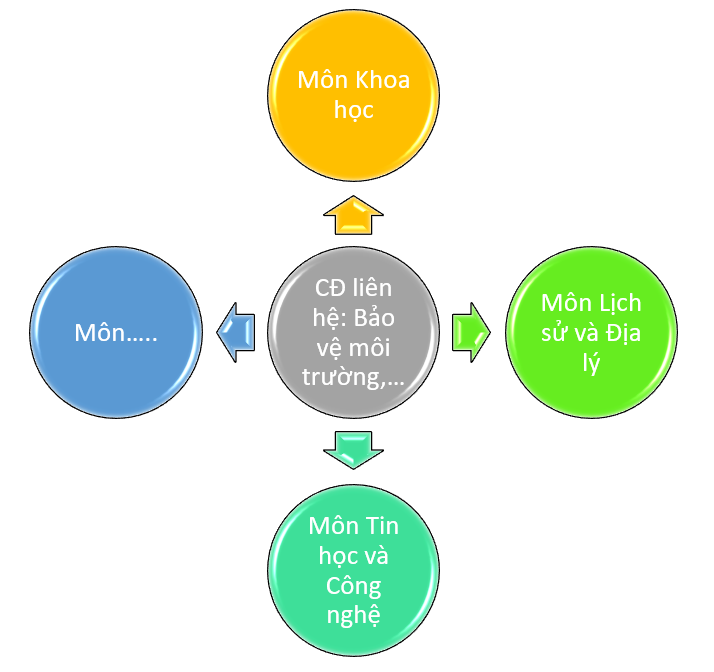 Môn Khoa
học
CĐ liên
hệ: Bảo
vệ môi
trường,...
Môn Lịch
sử và Địa
lý
Môn Tin
học và
Công
nghệ
Môn.....